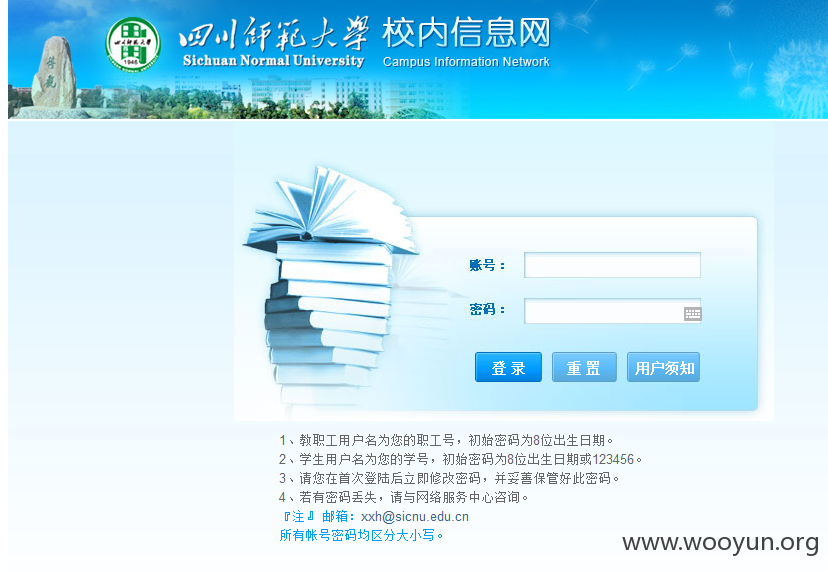 四川师范大学 校内信息网
Sichuan Normal University Campus Information Network
1946
账号：
密码：
登 录 重 置 用户须知
1、教职工用户名为您的职工号，初始密码为8位出生日期。
2、学生用户名为您的学号，初始密码为8位出生日期或123456。
3、请您在首次登陆后立即修改密码，并妥善保管好此密码。
4、若有密码丢失，请与网络服务中心咨询。
『注 』邮箱：xxh@sicnu.edu.cn
所有帐号密码均区分大小写。
www.wooyun.org